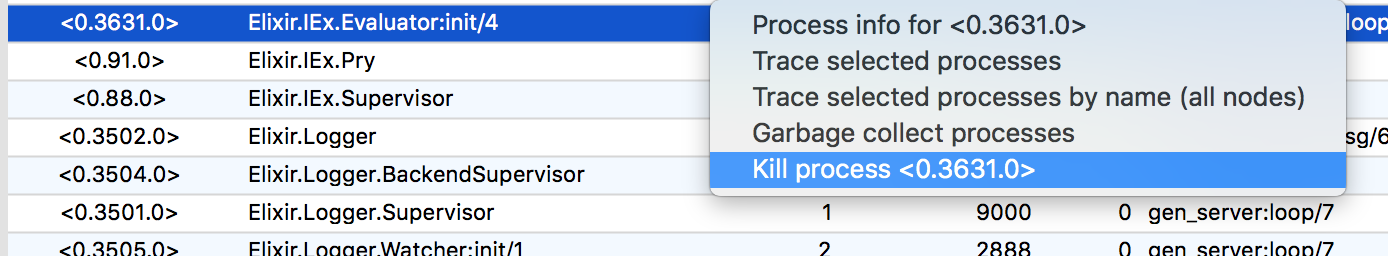 <0.3631.0> Elixir.IEx.Evaluator:init/4 Process info for <0.3631.0> loop
<0.91.0> Elixir.IEx.Pry Trace selected processes
<0.88.0> Elixir.IEx.Supervisor Trace selected processes by name (all nodes)
<0.3502.0> Elixir.Logger Garbage collect processes sg/6
<0.3504.0> Elixir.Logger.BackendSupervisor Kill process <0.3631.0>
<0.3501.0> Elixir.Logger.Supervisor 1 9000 0 gen_server:loop/7
<0.3505.0> Elixir.Logger.Watcher:init/1 2 2888 0 gen_server:loop/7